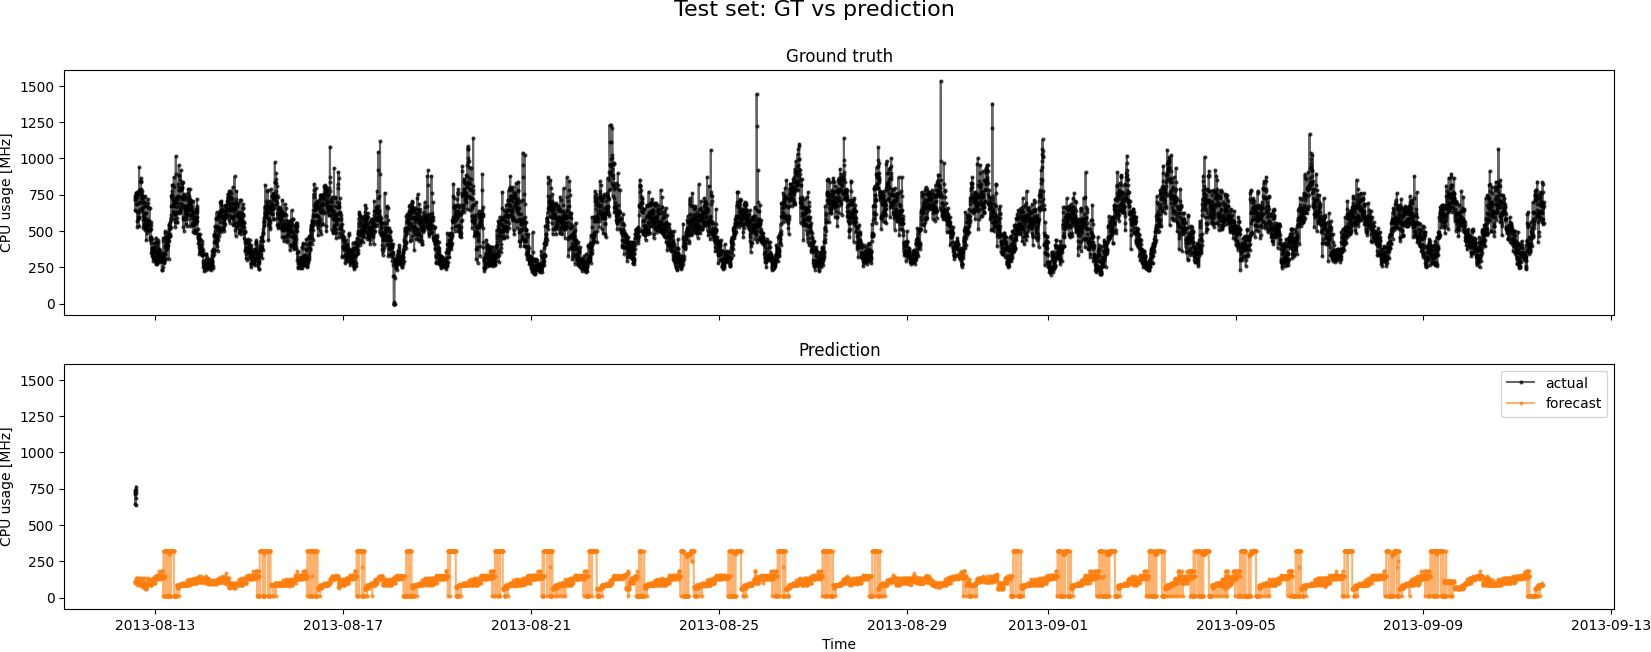 Test set: GT vs prediction
Ground truth
CPU usage [MHz]
1500
1250
1000
750
500
250
0
Prediction
CPU usage [MHz]
1500
1250
1000
750
500
250
0
actual
forecast
2013-08-13 2013-08-17 2013-08-21 2013-08-25 2013-08-29 2013-09-01 2013-09-05 2013-09-09 2013-09-13
Time